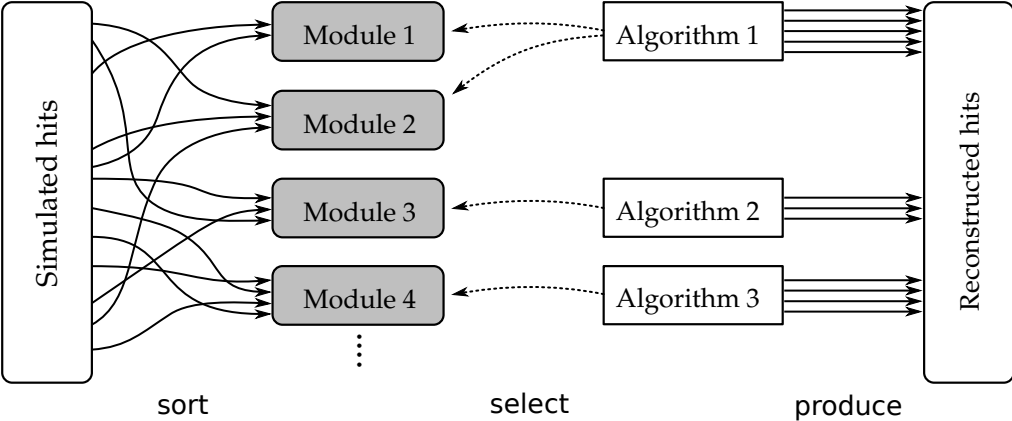 Simulated hits
Module 1
Module 2
Module 3
Module 4
Algorithm 1
Algorithm 2
Algorithm 3
Reconstructed hits
sort
select
produce